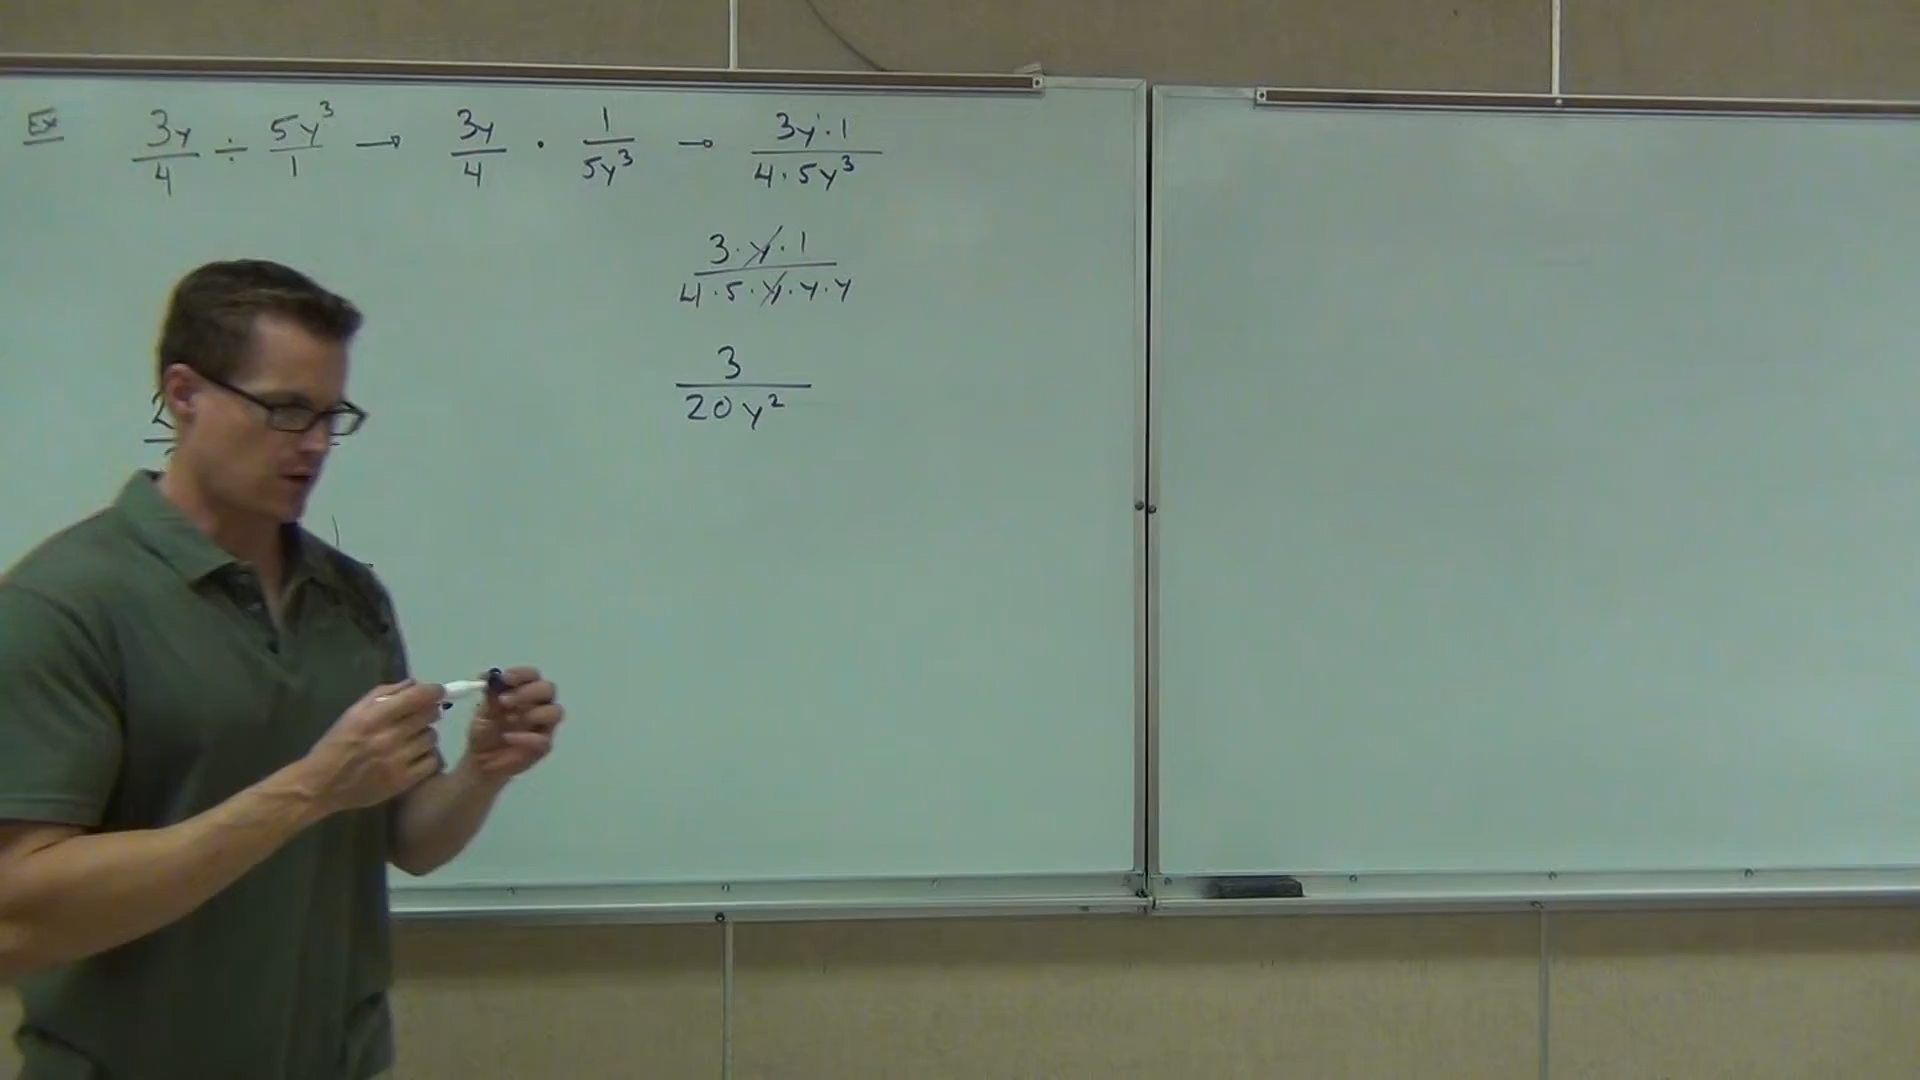 Ex 3y/4 ÷ 5y³/1 → 3y/4 · 1/5y³ → 3y·1/4·5y³
3·y·1/4·5·y·y·y
3/20y²